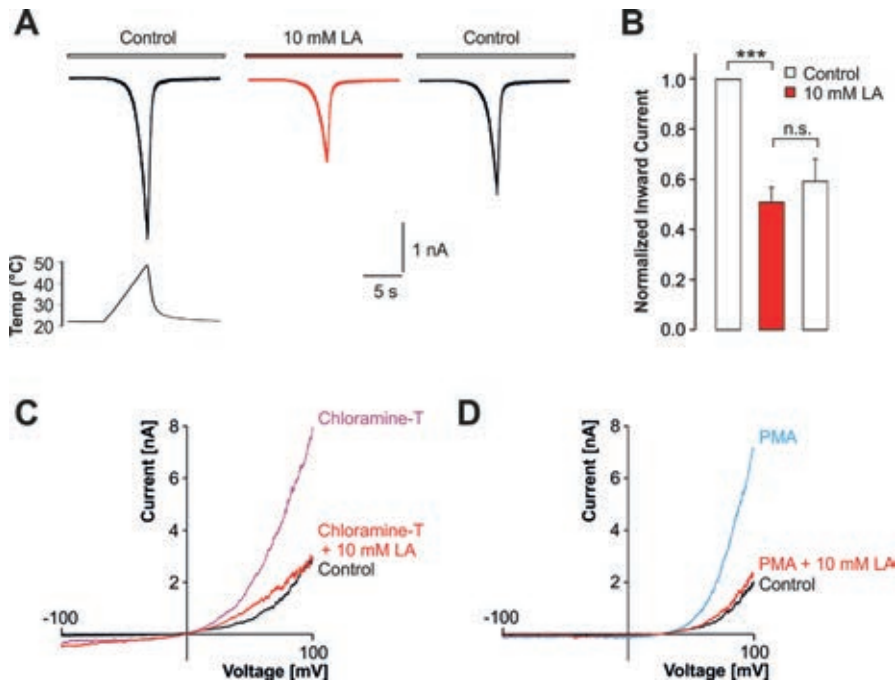 A
Control
10 mM LA
Control
1 nA
5 s
Temp (°C)
50
40
30
20
B
***
Control
10 mM LA
n.s.
Normalized Inward Current
1.0
0.8
0.6
0.4
0.2
0.0
C
Current [nA]
8
6
4
2
Chloramine-T
Chloramine-T
+ 10 mM LA
Control
-100
100
Voltage [mV]
D
Current [nA]
8
6
4
2
PMA
PMA + 10 mM LA
Control
-100
100
Voltage [mV]